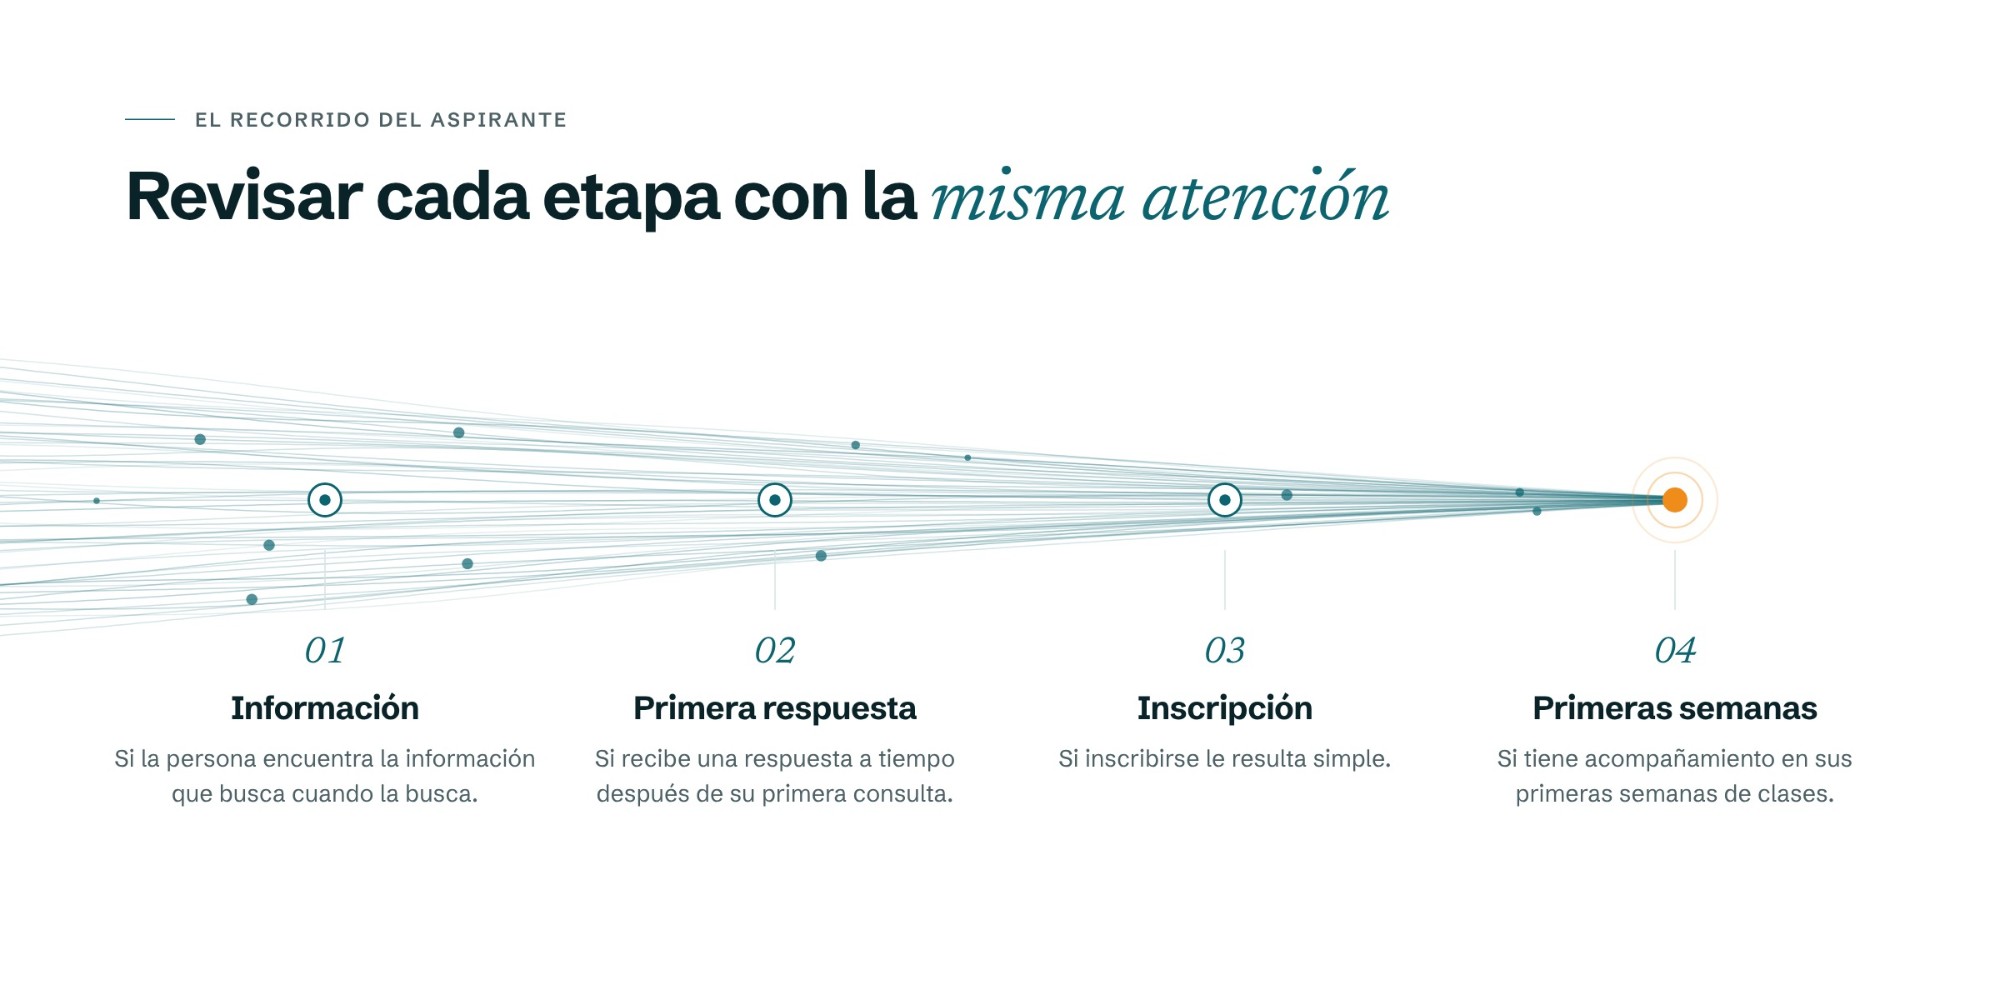 EL RECORRIDO DEL ASPIRANTE
Revisar cada etapa con la misma atención
01
Información
Si la persona encuentra la información
que busca cuando la busca.
02
Primera respuesta
Si recibe una respuesta a tiempo
después de su primera consulta.
03
Inscripción
Si inscribirse le resulta simple.
04
Primeras semanas
Si tiene acompañamiento en sus
primeras semanas de clases.